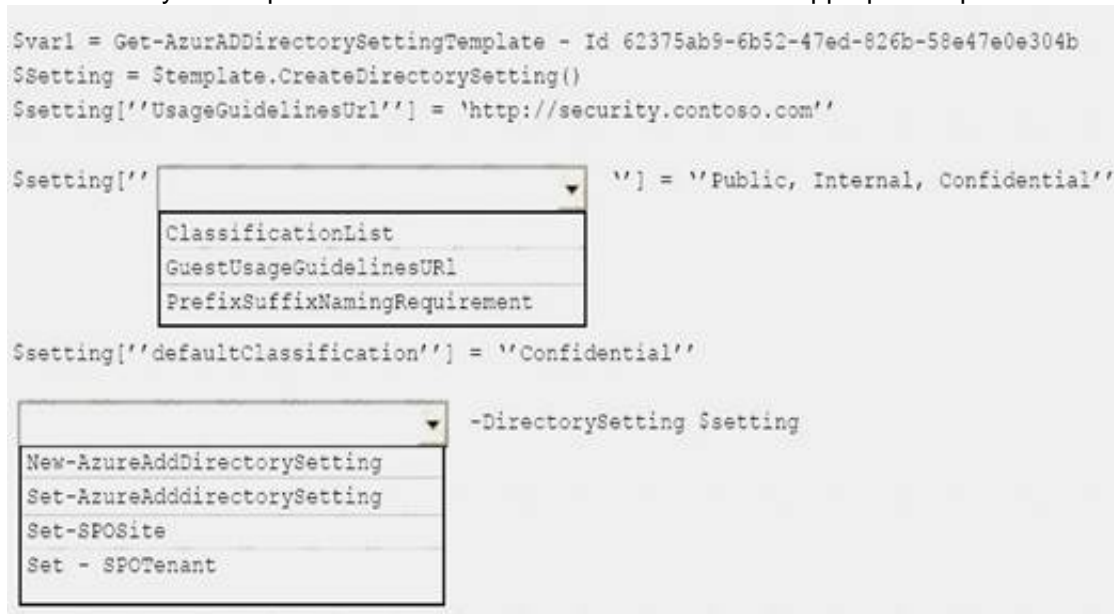 $var1 = Get-AzurADDirectorySettingTemplate - Id 62375ab9-6b52-47ed-826b-58e47e0e304b
$Setting = $template.CreateDirectorySetting()
$setting[''UsageGuidelinesUrl''] = 'http://security.contoso.com''
$setting['' ''] = ''Public, Internal, Confidential''
ClassificationList
GuestUsageGuidelinesURl
PrefixSuffixNamingRequirement
$setting[''defaultClassification''] = ''Confidential''
-DirectorySetting $setting
New-AzureAddDirectorySetting
Set-AzureAdddirectorySetting
Set-SPOSite
Set - SPOTenant